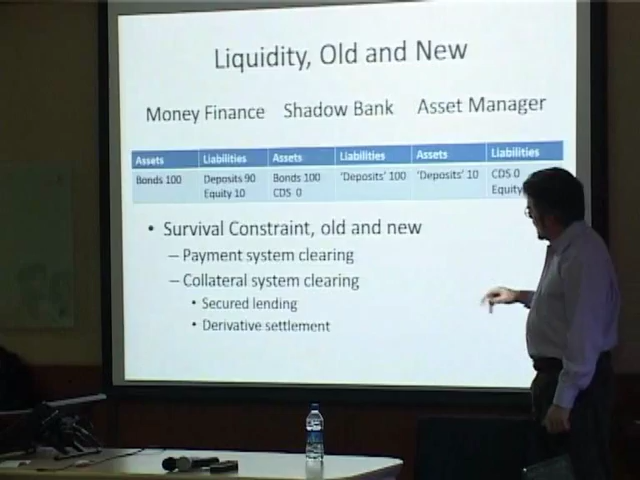 Liquidity, Old and New
Money Finance Shadow Bank Asset Manager
Assets Liabilities Assets Liabilities Assets Liabilities
Bonds 100 Deposits 90 Bonds 100 'Deposits' 100 'Deposits' 10 CDS 0
Equity 10 CDS 0 Equity
• Survival Constraint, old and new
– Payment system clearing
– Collateral system clearing
• Secured lending
• Derivative settlement